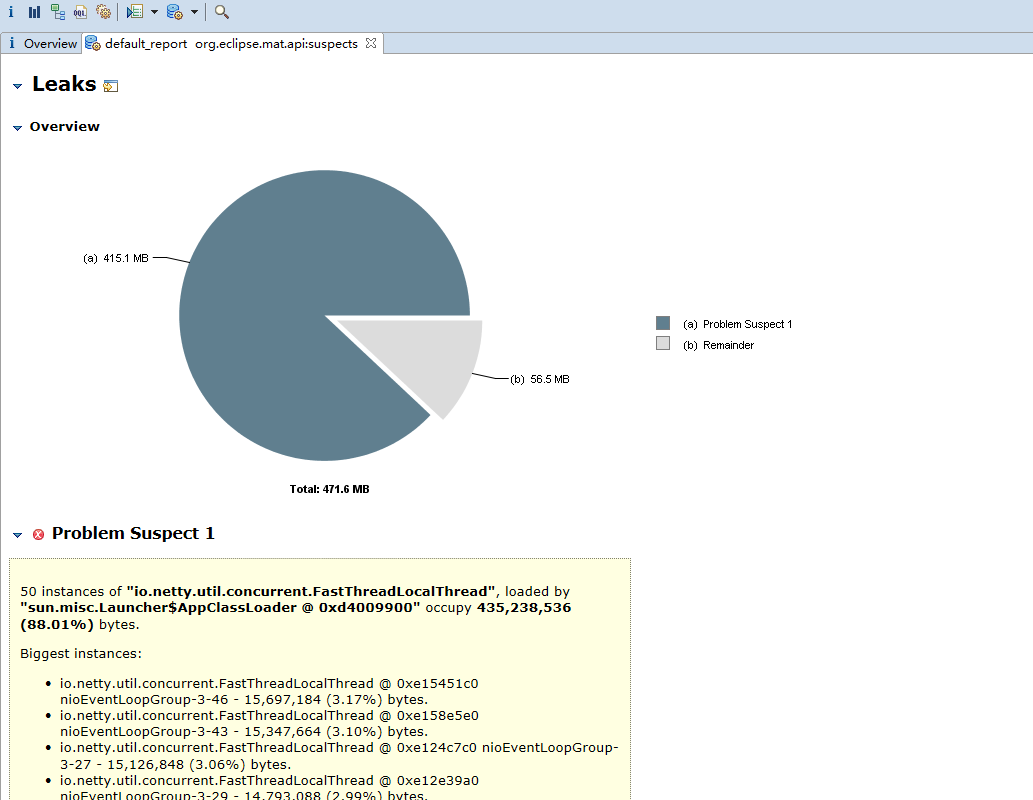 OQL
Overview
default_report org.eclipse.mat.api:suspects
Leaks
Overview
(a) 415.1 MB
(a) Problem Suspect 1
(b) Remainder
(b) 56.5 MB
Total: 471.6 MB
Problem Suspect 1
50 instances of "io.netty.util.concurrent.FastThreadLocalThread", loaded by
"sun.misc.Launcher$AppClassLoader @ 0xd4009900" occupy 435,238,536
(88.01%) bytes.
Biggest instances:
• io.netty.util.concurrent.FastThreadLocalThread @ 0xe15451c0
nioEventLoopGroup-3-46 - 15,697,184 (3.17%) bytes.
• io.netty.util.concurrent.FastThreadLocalThread @ 0xe158e5e0
nioEventLoopGroup-3-43 - 15,347,664 (3.10%) bytes.
• io.netty.util.concurrent.FastThreadLocalThread @ 0xe124c7c0 nioEventLoopGroup-
3-27 - 15,126,848 (3.06%) bytes.
• io.netty.util.concurrent.FastThreadLocalThread @ 0xe12e39a0
nioEventLoopGroup-3-29 - 14,793,088 (2.99%) bytes.